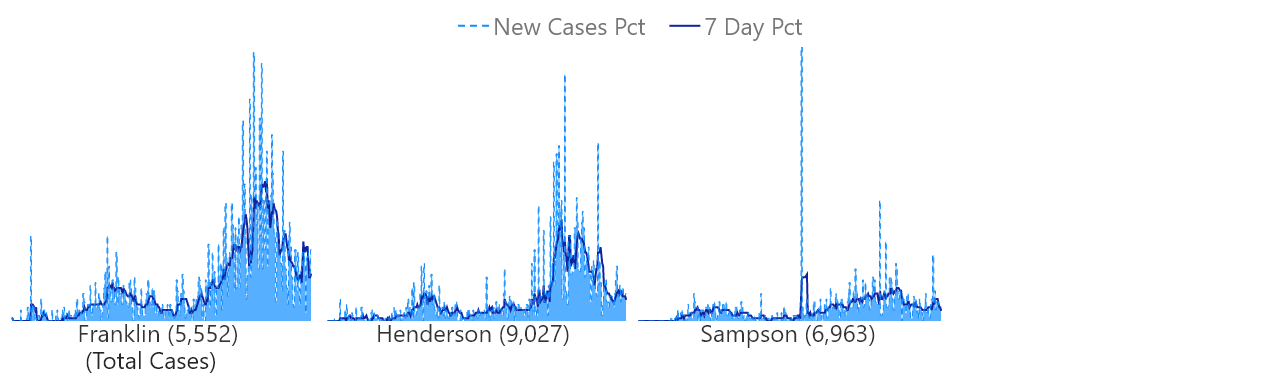 New Cases Pct 7 Day Pct
Franklin (5,552) Henderson (9,027) Sampson (6,963)
(Total Cases)